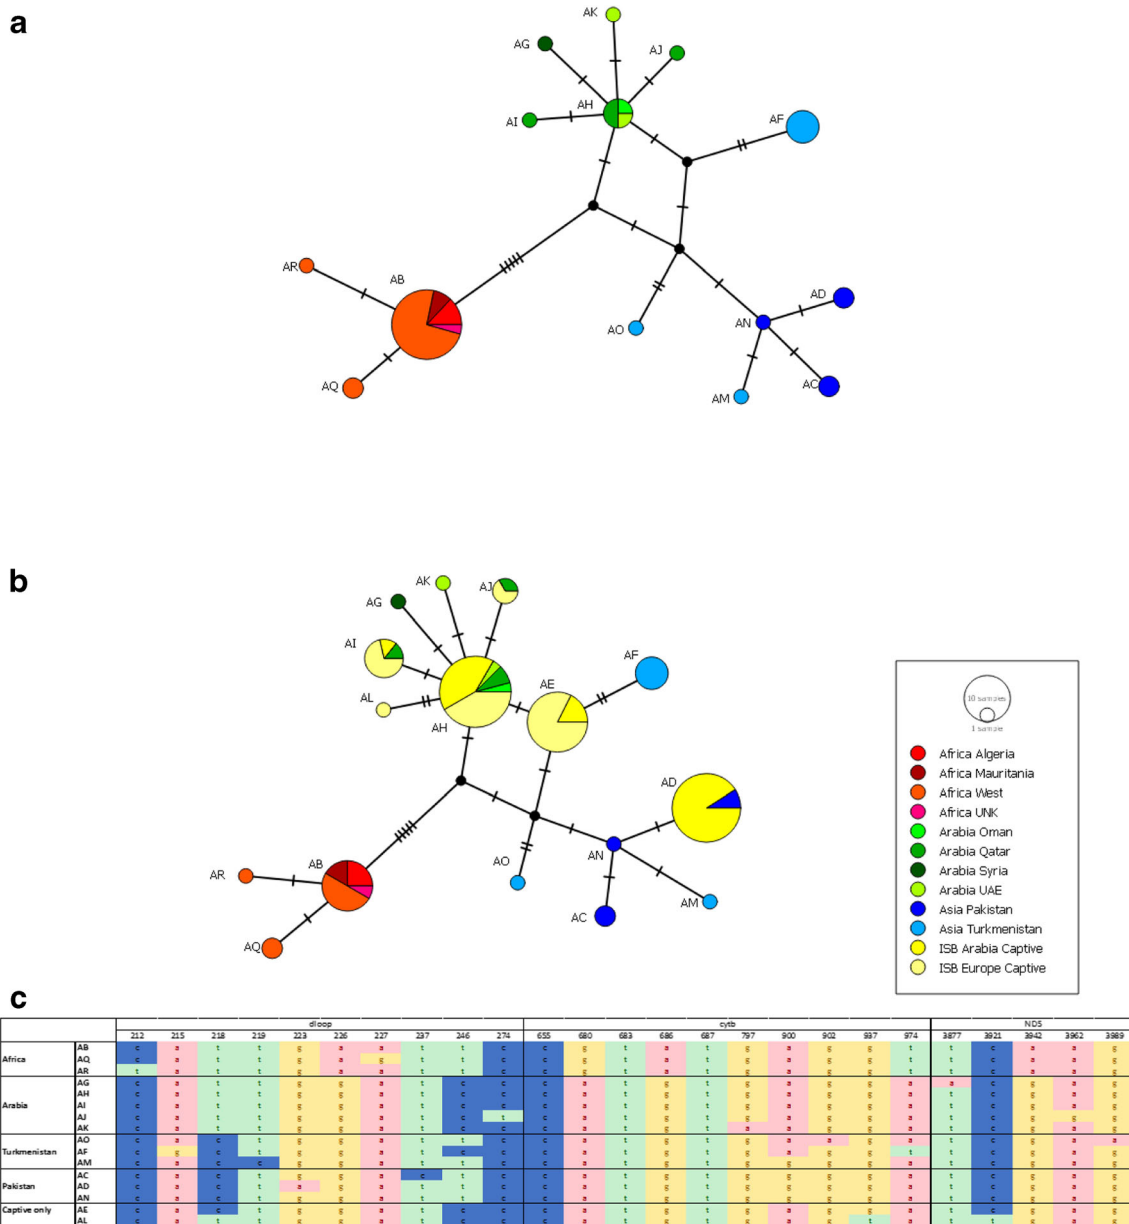 a
AK
AG
AJ
AH
AI
AF
AR
AB
AD
AN
AO
AQ
AC
AM
b
AK
AJ
AG
AI
AF
AE
AL
AH
AD
AO
AN
AB
AR
AC
AM
AQ
10 samples
1 sample
Africa Algeria
Africa Mauritania
Africa West
Africa UNK
Arabia Oman
Arabia Qatar
Arabia Syria
Arabia UAE
Asia Pakistan
Asia Turkmenistan
ISB Arabia Captive
ISB Europe Captive
c
dloop cytb ND5
212 215 218 219 223 226 227 237 246 274 655 680 683 686 687 797 900 902 937 974 3877 3921 3942 3962 3989
AB c a t t g a a t t c c g t a t g a g g t t c a a g
Africa AQ c a t t g a g t t c c g t a t g a g g t t c a a g
AR t a t t g a a t t c c g t a t g a g g t t c a a g
AG c a t t g g a t c c c a t g t g a g g a a c g a g
AH c a t t g g a t c c c a t g t g a g g a t c g a g
Arabia AI c a t t g g a t c c c a t g t g a g g a t c g a g
AJ c a t t g g a t c t c a t g t g a g g a t c g g g
AK c a t t g g a t c c c a t g t a a g g a t c g a g
AO c a c t g g a t t c c a t g t g a a g a t c g a a
Turkmenistan AF c g c t g g a t c c c a t g t g a g g t t c g
AM c a c c g g a t t c c a t g t g g g g a t c g
AC c a c t g g a c t c c a t g t g g g g a t c g
Pakistan AD c a c t a g a t t c c a t g t g g g g a t c g
AN c a c t g g a t t c c a t g t g g g g a t c g
Captive only AE c a c t g g a t c c c a t g t g g g a t c g
AL c a t t g g a t c c c a t g t g g t a t c g